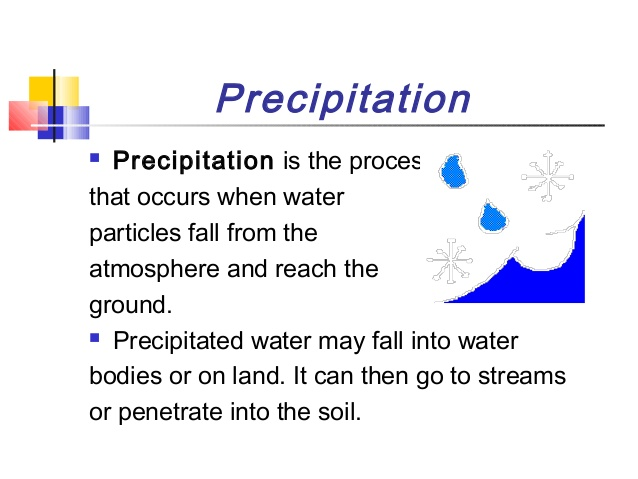 Precipitation
Precipitation is the proces
that occurs when water
particles fall from the
atmosphere and reach the
ground.
Precipitated water may fall into water
bodies or on land. It can then go to streams
or penetrate into the soil.